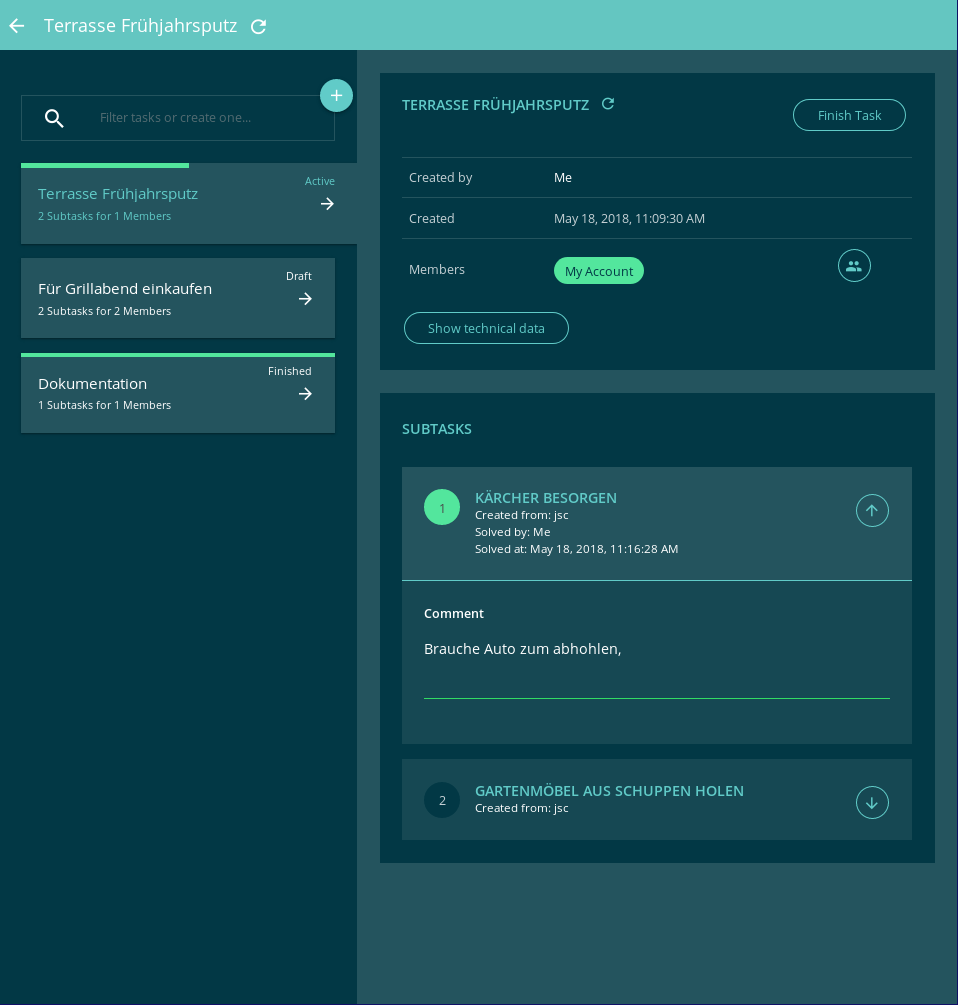 Terrasse Frühjahrsputz
Filter tasks or create one...
Active
Terrasse Frühjahrsputz
2 Subtasks for 1 Members
Draft
Für Grillabend einkaufen
2 Subtasks for 2 Members
Finished
Dokumentation
1 Subtasks for 1 Members
TERRASSE FRÜHJAHRSPUTZ
Finish Task
Created by Me
Created May 18, 2018, 11:09:30 AM
Members My Account
Show technical data
SUBTASKS
1 KÄRCHER BESORGEN
Created from: jsc
Solved by: Me
Solved at: May 18, 2018, 11:16:28 AM
Comment
Brauche Auto zum abhohlen,
2 GARTENMÖBEL AUS SCHUPPEN HOLEN
Created from: jsc